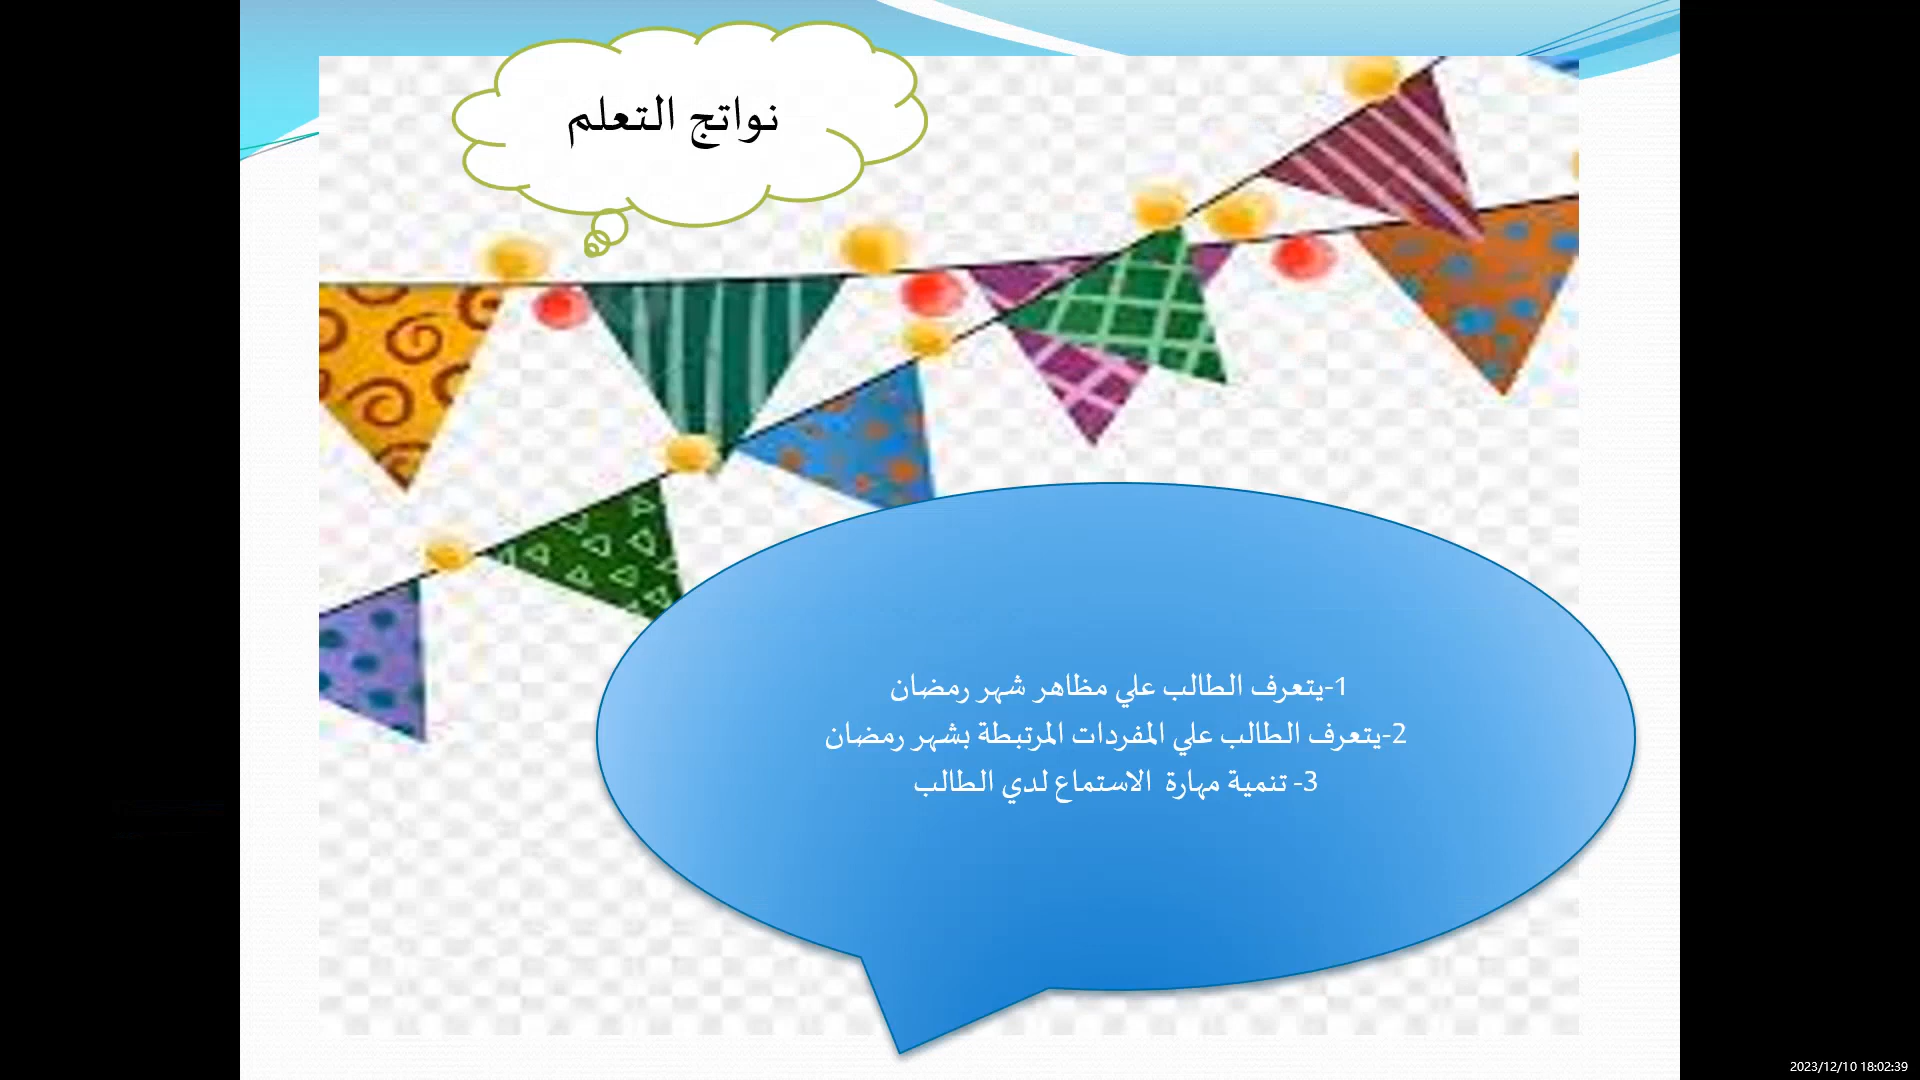 نواتج التعلم
1-يتعرف الطالب علي مظاهر شهر رمضان
2-يتعرف الطالب علي المفردات المرتبطة بشهر رمضان
3- تنمية مهارة الاستماع لدي الطالب
2023/12/10 18:02:39